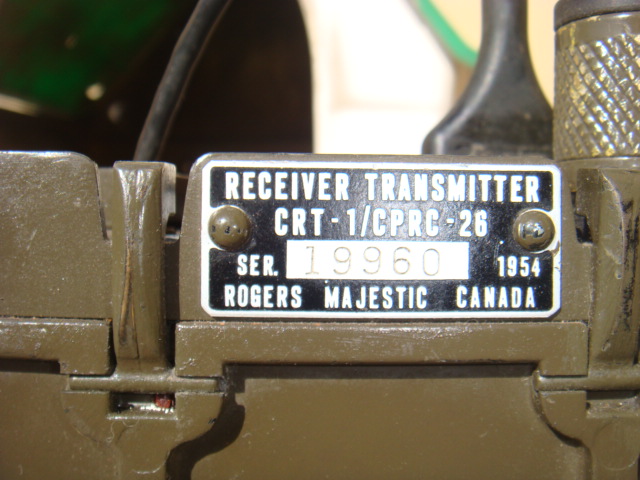 RECEIVER TRANSMITTER
CRT-1/CPRC-26
SER. 19960 1954
ROGERS MAJESTIC CANADA